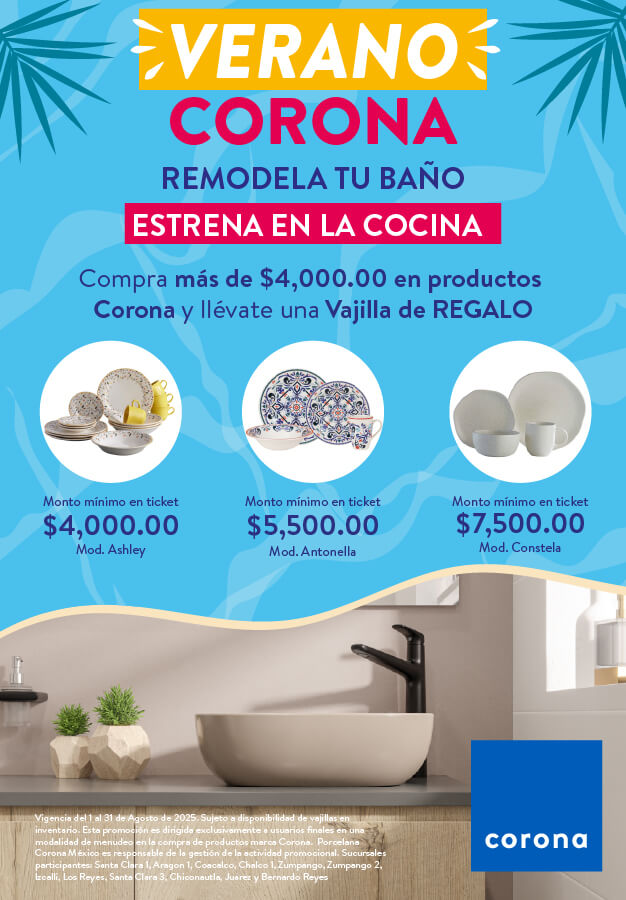 VERANO
CORONA
REMODELA TU BAÑO
ESTRENA EN LA COCINA
Compra más de $4,000.00 en productos
Corona y llévate una Vajilla de REGALO
Monto mínimo en ticket
$4,000.00
Mod. Ashley
Monto mínimo en ticket
$5,500.00
Mod. Antonella
Monto mínimo en ticket
$7,500.00
Mod. Constela
Vigencia del 1 al 31 de Agosto de 2025. Sujeto a disponibilidad de vajillas en
inventario. Esta promoción es dirigida exclusivamente a usuarios finales en una
modalidad de menudeo en la compra de productos marca Corona. Porcelana
Corona México es responsable de la gestión de la actividad promocional. Sucursales
participantes: Santa Clara 1, Aragon 1, Coacalco, Chalco 1, Zumpango, Zumpango 2,
Izcalli, Los Reyes, Santa Clara 3, Chiconautla, Juarez y Bernardo Reyes
corona